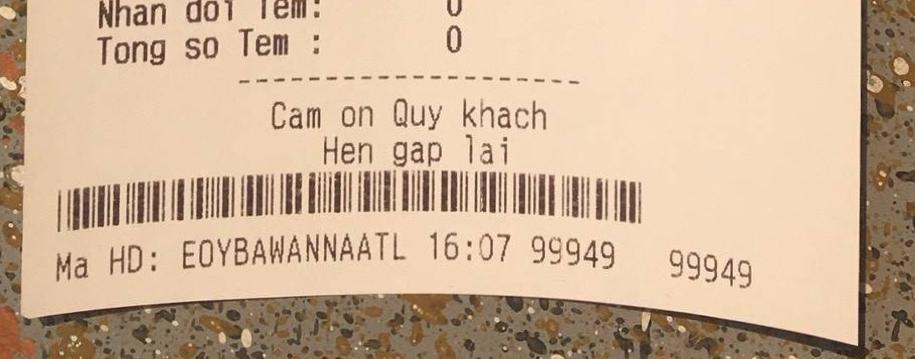 Nhan doi Tem: 0
Tong so Tem : 0
--------------------------
Cam on Quy khach
Hen gap lai
Ma HD: EOYBAWANNAATL 16:07 99949 99949